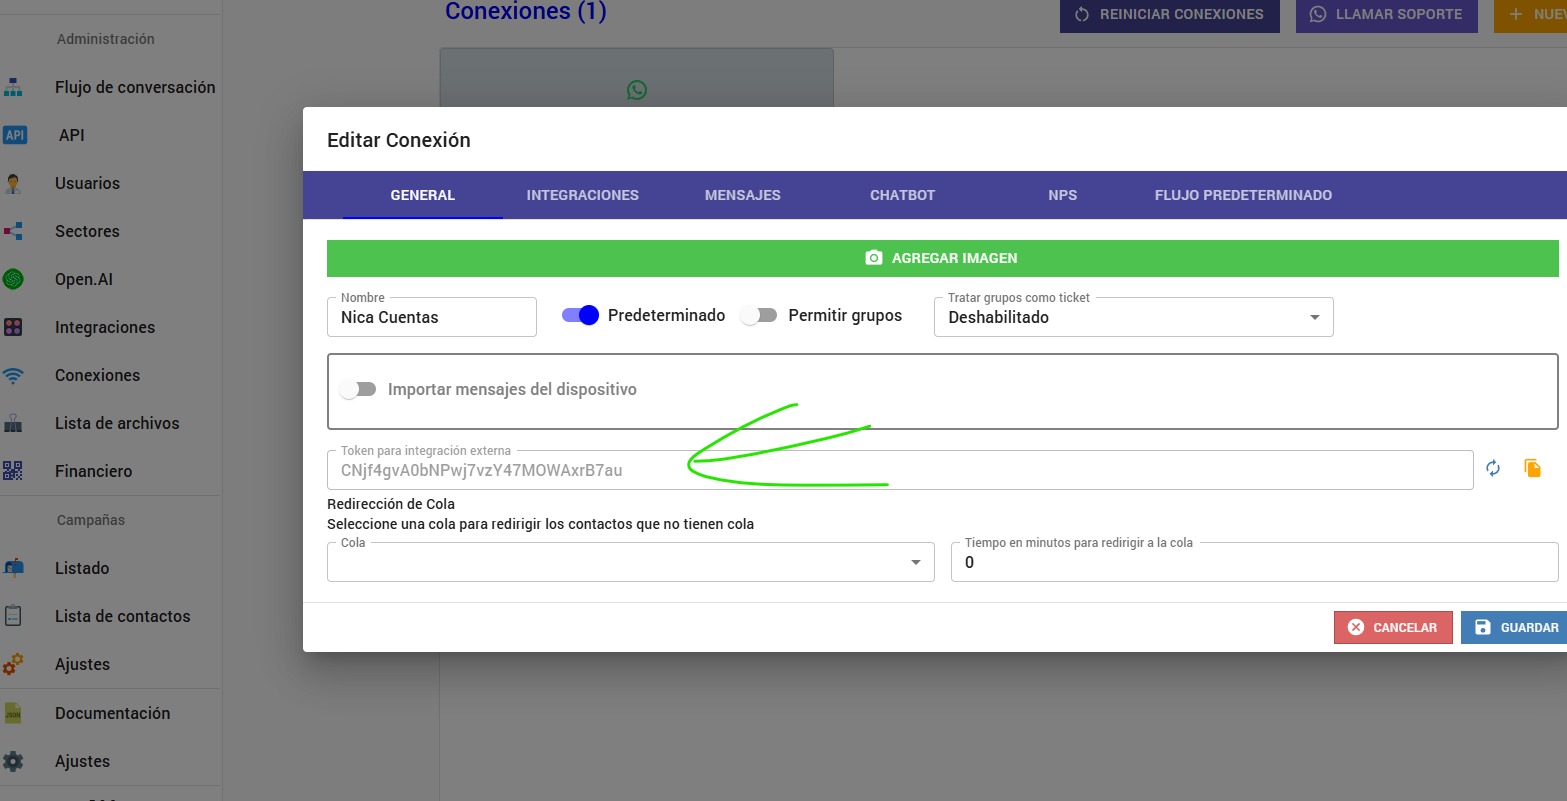 Conexiones (1)
REINICIAR CONEXIONES
LLAMAR SOPORTE
Administración
Flujo de conversación
API
API
Usuarios
Sectores
Open.AI
Integraciones
Conexiones
Lista de archivos
Financiero
Campañas
Listado
Lista de contactos
Ajustes
JSON
Documentación
Ajustes
Editar Conexión
GENERAL
INTEGRACIONES
MENSAJES
CHATBOT
NPS
FLUJO PREDETERMINADO
AGREGAR IMAGEN
Nombre
Nica Cuentas
Predeterminado
Permitir grupos
Tratar grupos como ticket
Deshabilitado
Importar mensajes del dispositivo
Token para integración externa
CNjf4gvA0bNPwj7vzY47MOWAxrB7au
Redirección de Cola
Seleccione una cola para redirigir los contactos que no tienen cola
Cola
Tiempo en minutos para redirigir a la cola
0
CANCELAR
GUARDAR